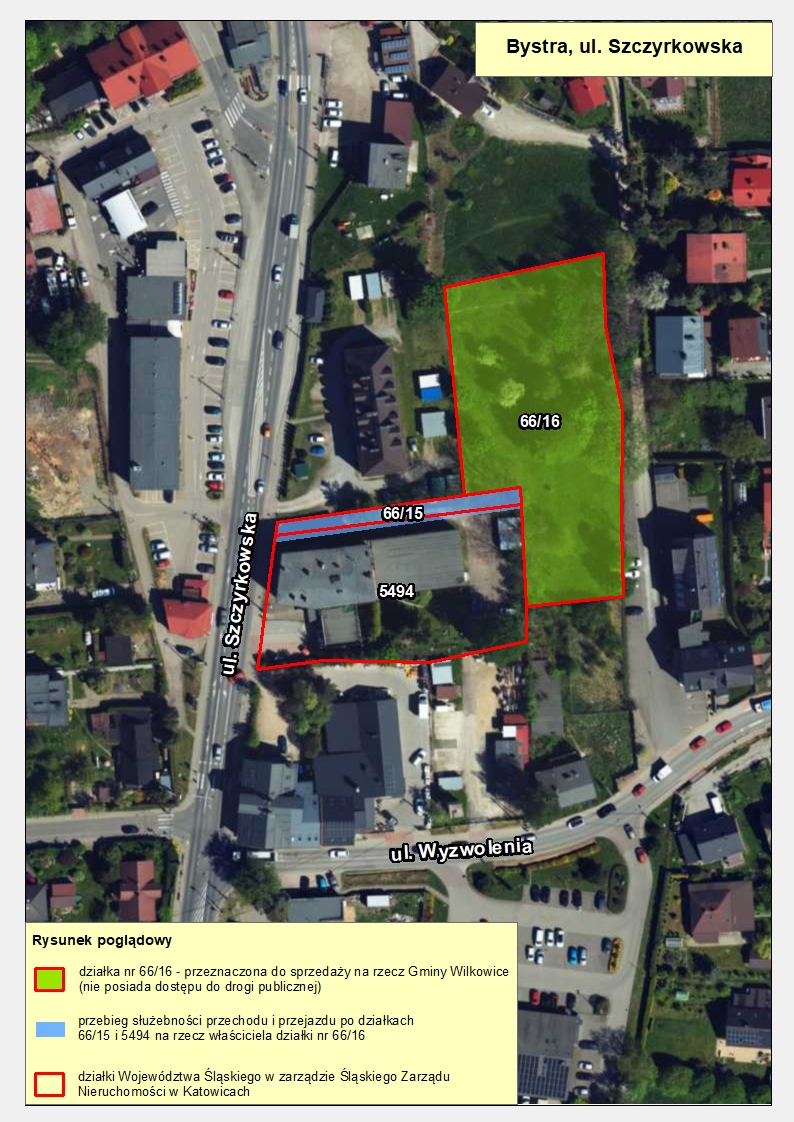 Bystra, ul. Szczyrkowska
66/16
66/15
5494
ul. Szczyrkowska
ul. Wyzwolenia
Rysunek poglądowy
działka nr 66/16 - przeznaczona do sprzedaży na rzecz Gminy Wilkowice
(nie posiada dostępu do drogi publicznej)
przebieg służebności przechodu i przejazdu po działkach
66/15 i 5494 na rzecz właściciela działki nr 66/16
działki Województwa Śląskiego w zarządzie Śląskiego Zarządu
Nieruchomości w Katowicach